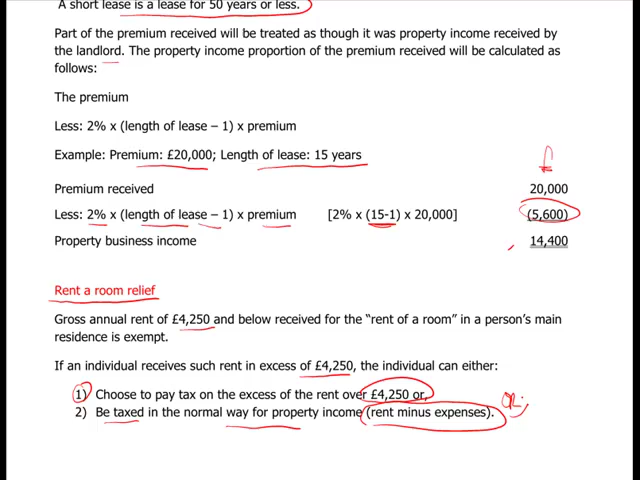 A short lease is a lease for 50 years or less.
Part of the premium received will be treated as though it was property income received by
the landlord. The property income proportion of the premium received will be calculated as
follows:
The premium
Less: 2% x (length of lease – 1) x premium
Example: Premium: £20,000; Length of lease: 15 years
£
Premium received 20,000
Less: 2% x (length of lease – 1) x premium [2% x (15-1) x 20,000] (5,600)
Property business income 14,400
Rent a room relief
Gross annual rent of £4,250 and below received for the “rent of a room” in a person’s main
residence is exempt.
If an individual receives such rent in excess of £4,250, the individual can either:
1) Choose to pay tax on the excess of the rent over £4,250 or,
OR;
2) Be taxed in the normal way for property income (rent minus expenses).